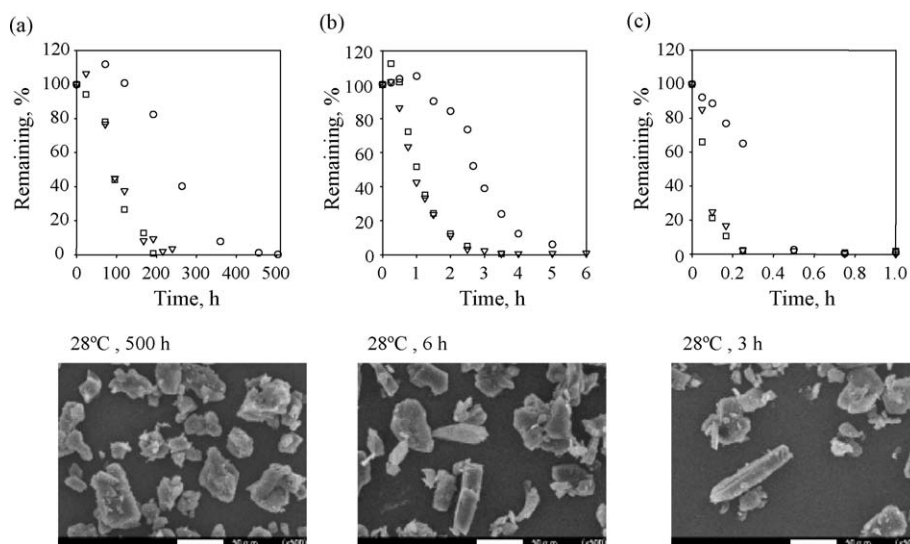 (a)
(b)
(c)
Remaining, %
120
100
80
60
40
20
0
0 100 200 300 400 500
Time, h
Remaining, %
120
100
80
60
40
20
0
0 1 2 3 4 5 6
Time, h
Remaining, %
120
100
80
60
40
20
0
0 0.2 0.4 0.6 0.8 1.0
Time, h
28ºC , 500 h
28ºC , 6 h
28ºC , 3 h